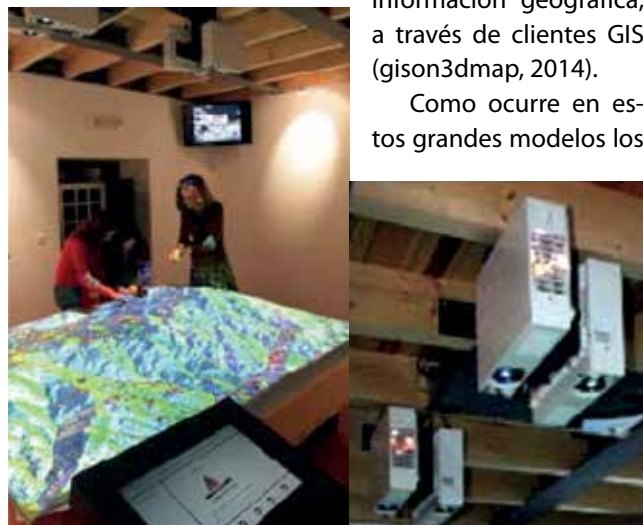 información geográfica,
a través de clientes GIS
(gison3dmap, 2014).
Como ocurre en es-
tos grandes modelos los